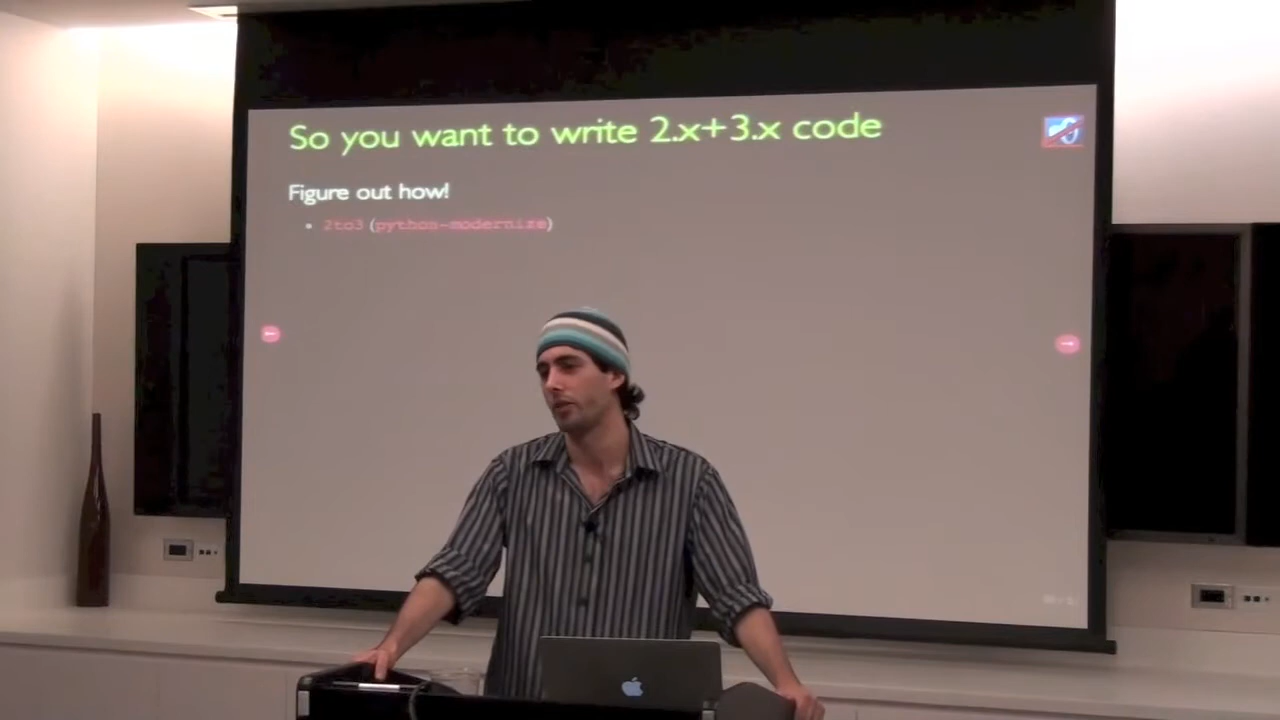 So you want to write 2.x+3.x code
Figure out how!
• 2to3 (python-modernize)